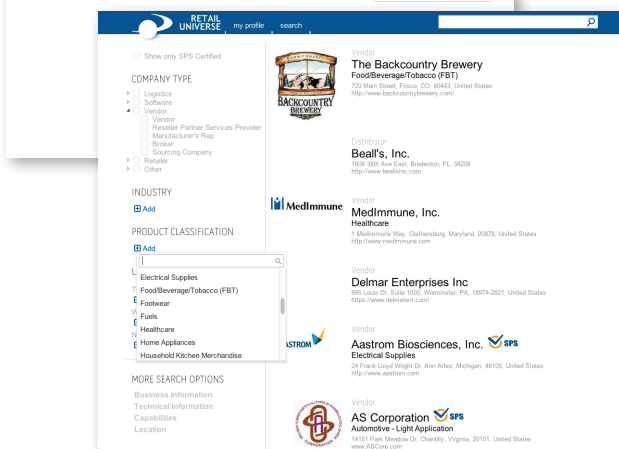 RETAIL
UNIVERSE
my profile
search
Show only SPS Certified
COMPANY TYPE
Logistics
Software
Vendor
Vendor
Reseller Partner Services Provider
Manufacturer's Rep
Broker
Sourcing Company
Retailer
Other
INDUSTRY
Add
PRODUCT CLASSIFICATION
Add
Electrical Supplies
Food/Beverage/Tobacco (FBT)
Footwear
Fuels
Healthcare
Home Appliances
Household Kitchen Merchandise
MORE SEARCH OPTIONS
Business Information
Technical Information
Capabilities
Location
SUMMIT COUNTY
BACKCOUNTRY
BREWERY
Vendor
The Backcountry Brewery
Food/Beverage/Tobacco (FBT)
720 Main Street, Frisco, CO, 80443, United States
http://www.backcountrybrewery.com/
Distributor
Beall's, Inc.
1806 38th Ave East, Bradenton, FL, 34208
http://www.beallsinc.com
MedImmune
Vendor
MedImmune, Inc.
Healthcare
1 Medimmune Way, Gaithersburg, Maryland, 20878, United States
http://www.medimmune.com
Vendor
Delmar Enterprises Inc
995 Louis Dr, Suite 1000, Warminster, PA, 18974-2821, United States
https://www.delmarent.com/
ASTROM
Vendor
Aastrom Biosciences, Inc. SPS
Electrical Supplies
24 Frank Lloyd Wright Dr, Ann Arbor, Michigan, 48105, United States
http://www.aastrom.com
Vendor
AS Corporation SPS
Automotive - Light Application
14151 Park Meadow Dr, Chantilly, Virginia, 20151, United States
www.ASCorp.com